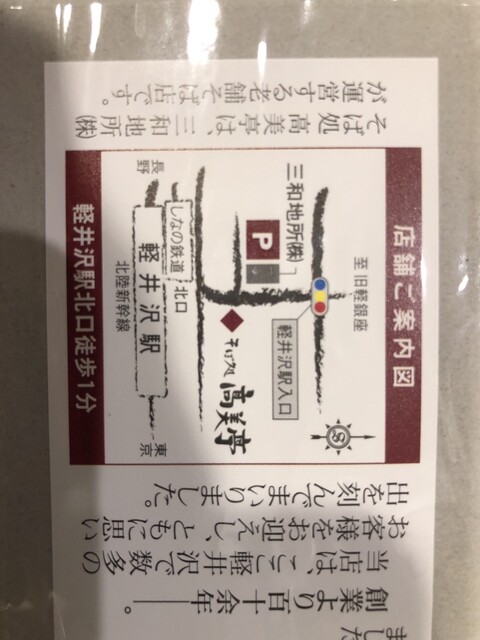 ました
創業より百十余年―。
当店は、ここ軽井沢で数多の
お客様をお迎えし、ともに思い
出を刻んでまいりました。
店舗ご案内図
至 旧軽銀座
軽井沢駅入口
三和地所㈱
P
そば処
高美亭
しなの鉄道
北口
長野
軽井沢駅
東京
北陸新幹線
軽井沢駅北口徒歩1分
そば処 高美亭は、三和地所㈱
が運営する老舗そば店です。